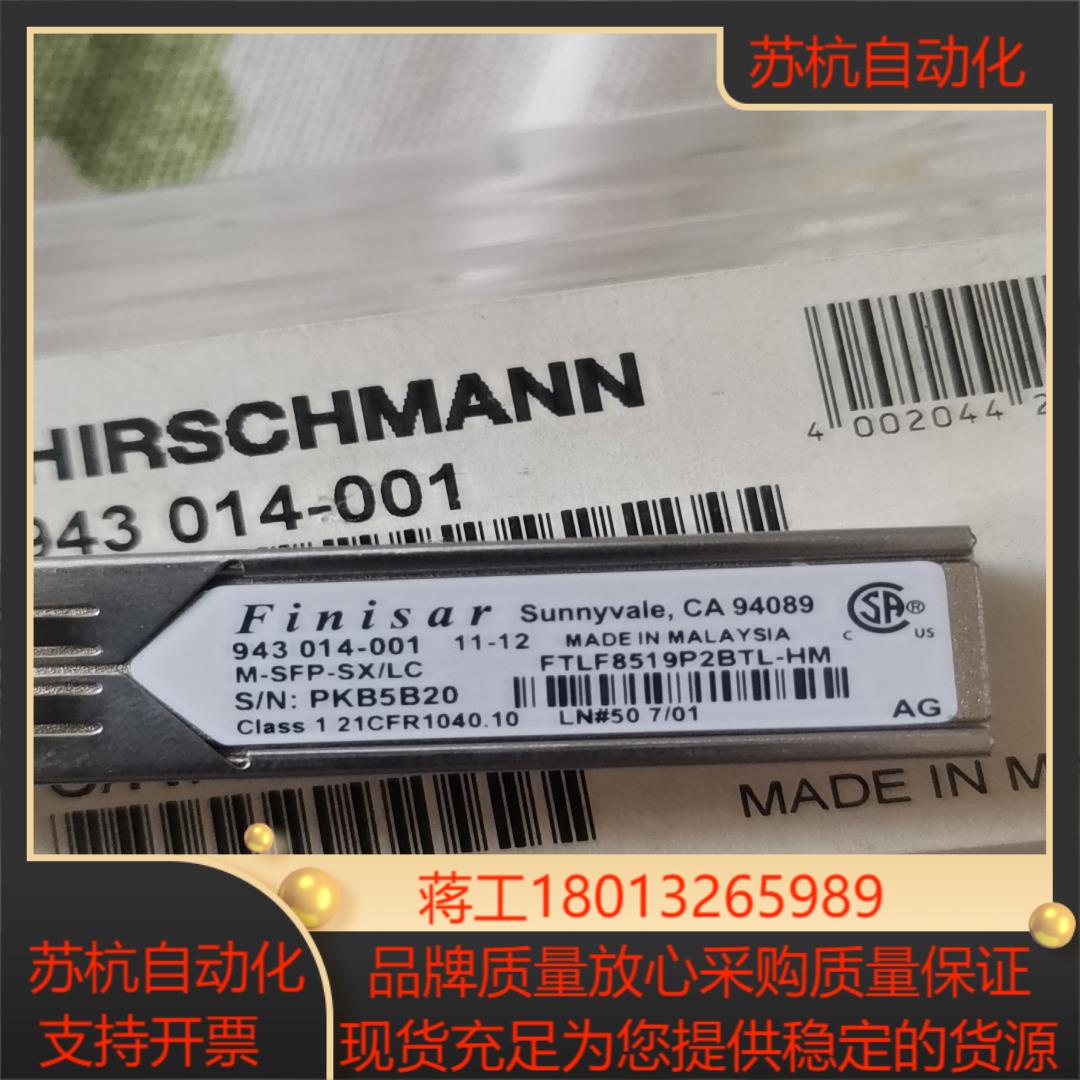 苏杭自动化
HIRSCHMANN
943 014-001
4 002044 2
Finisar Sunnyvale, CA 94089
943 014-001 11-12 MADE IN MALAYSIA
M-SFP-SX/LC FTLF8519P2BTL-HM
S/N: PKB5B20
Class 1 21CFR1040.10 LN#50 7/01
AG
C SA® US
MADE IN M
蒋工18013265989
苏杭自动化
支持开票
品牌质量放心采购质量保证
现货充足为您提供稳定的货源